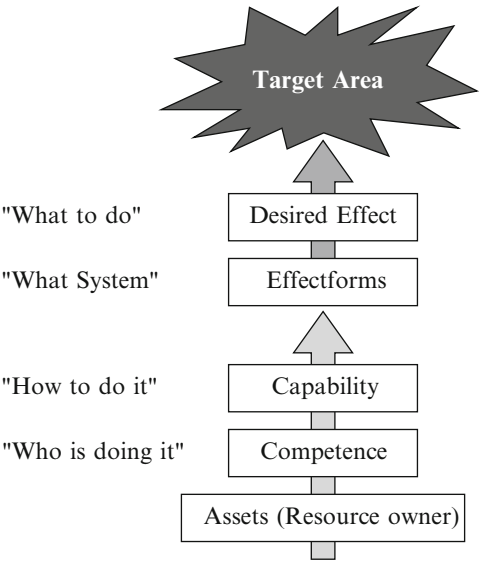 Target Area
"What to do"
Desired Effect
"What System"
Effectforms
"How to do it"
Capability
"Who is doing it"
Competence
Assets (Resource owner)